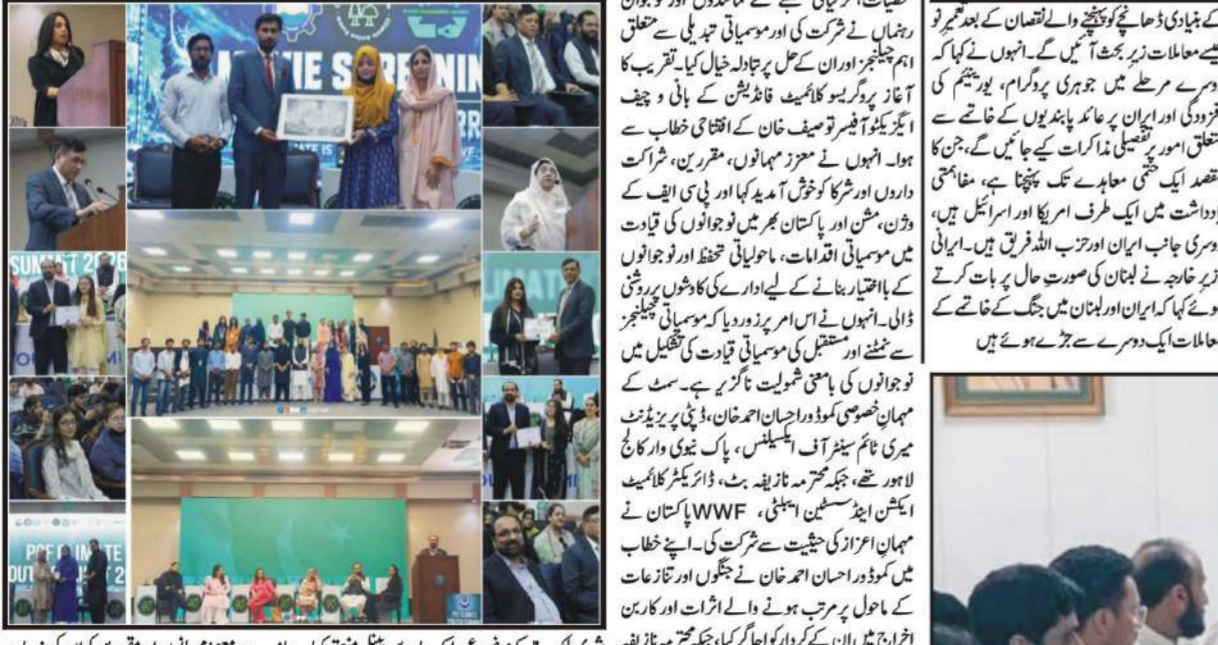 کے بنیادی ڈھانچے کو پہنچنے والے نقصان کے بعد تعمیر نو
جیسے معاملات زیر بحث آئیں گے۔ انہوں نے کہا کہ
دوسرے مرحلے میں جوہری پروگرام، یورینیم کی
افزودگی اور ایران پر عائد پابندیوں کے خاتمے سے
متعلق امور پر تفصیلی مذاکرات کیے جائیں گے، جن کا
مقصد ایک حتمی معاہدے تک پہنچنا ہے، مفاہمتی
یادداشت میں ایک طرف امریکا اور اسرائیل ہیں،
دوسری جانب ایران اور حزب اللہ فریق ہیں۔ ایرانی
وزیر خارجہ نے لبنان کی صورتِ حال پر بات کرتے
ہوئے کہا کہ ایران اور لبنان میں جنگ کے خاتمے کے
معاملات ایک دوسرے سے جڑے ہوئے ہیں
رہنماں نے شرکت کی اور موسمیاتی تبدیلی سے متعلق
اہم چیلنجز اور ان کے حل پر تبادلہ خیال کیا۔ تقریب کا
آغاز پروگریسو کلائمیٹ فانڈیشن کے بانی و چیف
ایگزیکٹو آفیسر توصیف خان کے افتتاحی خطاب سے
ہوا۔ انہوں نے معزز مہمانوں، مقررین، شراکت
داروں اور شرکا کو خوش آمدید کہا اور پی سی ایف کے
وژن، مشن اور پاکستان بھر میں نوجوانوں کی قیادت
میں موسمیاتی اقدامات، ماحولیاتی تحفظ اور نوجوانوں
کے بااختیار بنانے کے لیے ادارے کی کاوشوں پر روشنی
ڈالی۔ انہوں نے اس امر پر زور دیا کہ موسمیاتی چیلنجز
سے نمٹنے اور مستقبل کی موسمیاتی قیادت کی تشکیل میں
نوجوانوں کی بامعنی شمولیت ناگزیر ہے۔ سمٹ کے
مہمانِ خصوصی کموڈور احسان احمد خان، ڈپٹی پریزیڈنٹ
میری ٹائم سینٹر آف ایکسیلنس، پاک نیوی وار کالج
لاہور تھے، جبکہ محترمہ نازیفہ بٹ، ڈائریکٹر کلائمیٹ
ایکشن اینڈ سسٹین ایبلٹی، WWF پاکستان نے
مہمانِ اعزاز کی حیثیت سے شرکت کی۔ اپنے خطاب
میں کموڈور احسان احمد خان نے جنگوں اور تنازعات
کے ماحول پر مرتب ہونے والے اثرات اور کاربن
اخراج میں ان کے کردار کو اجاگر کیا، جبکہ محترمہ نازیفہ
SUMMIT 2026